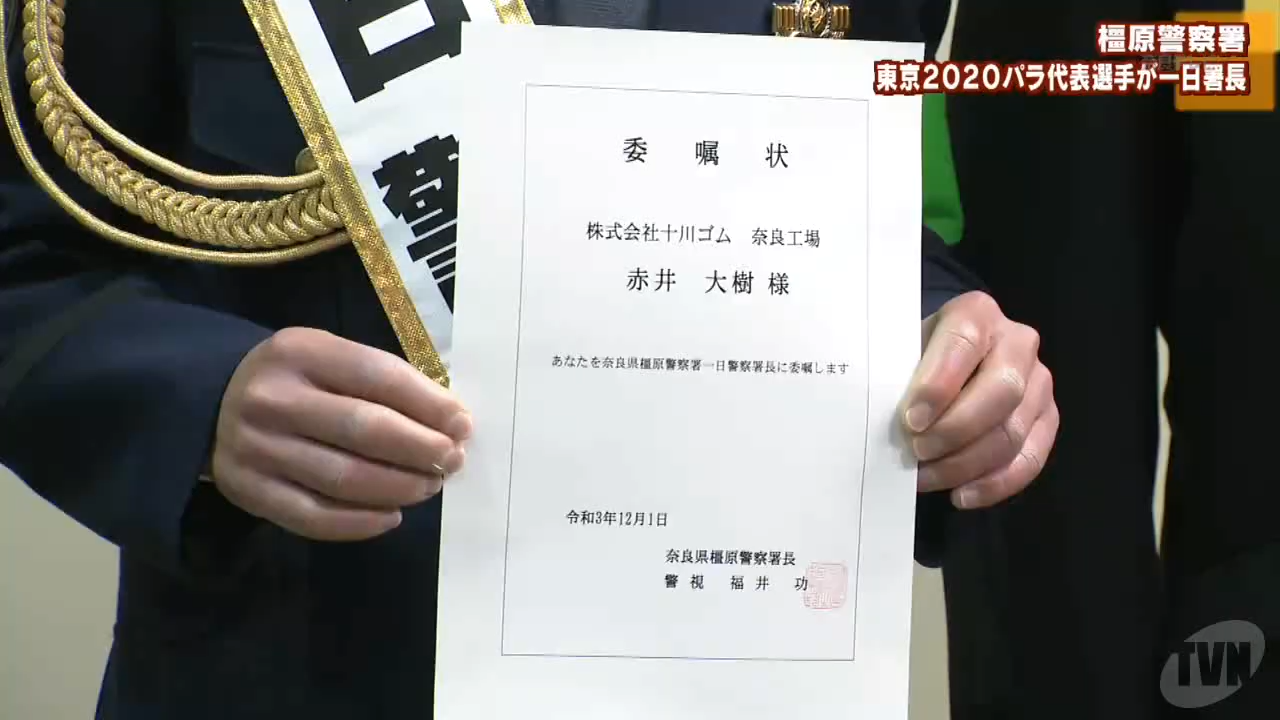 橿原警察署
東京2020パラ代表選手が一日署長
日 警
委嘱状
株式会社十川ゴム 奈良工場
赤井 大樹 様
あなたを奈良県橿原警察署一日警察署長に委嘱します
令和3年12月1日
奈良県橿原警察署長
警視 福井 功
TVN